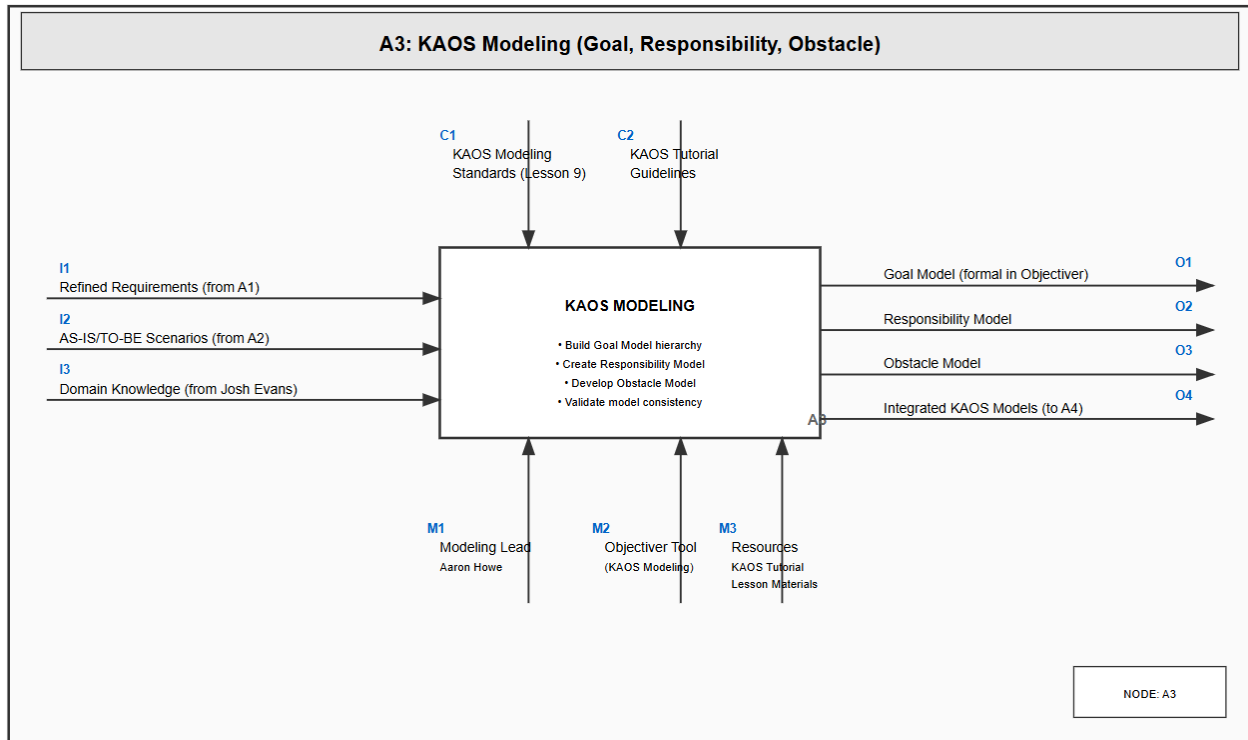 A3: KAOS Modeling (Goal, Responsibility, Obstacle)
C1
KAOS Modeling
Standards (Lesson 9)
C2
KAOS Tutorial
Guidelines
I1
Refined Requirements (from A1)
I2
AS-IS/TO-BE Scenarios (from A2)
I3
Domain Knowledge (from Josh Evans)
KAOS MODELING
• Build Goal Model hierarchy
• Create Responsibility Model
• Develop Obstacle Model
• Validate model consistency
A3
O1
Goal Model (formal in Objectiver)
O2
Responsibility Model
O3
Obstacle Model
O4
Integrated KAOS Models (to A4)
M1
Modeling Lead
Aaron Howe
M2
Objectiver Tool
(KAOS Modeling)
M3
Resources
KAOS Tutorial
Lesson Materials
NODE: A3